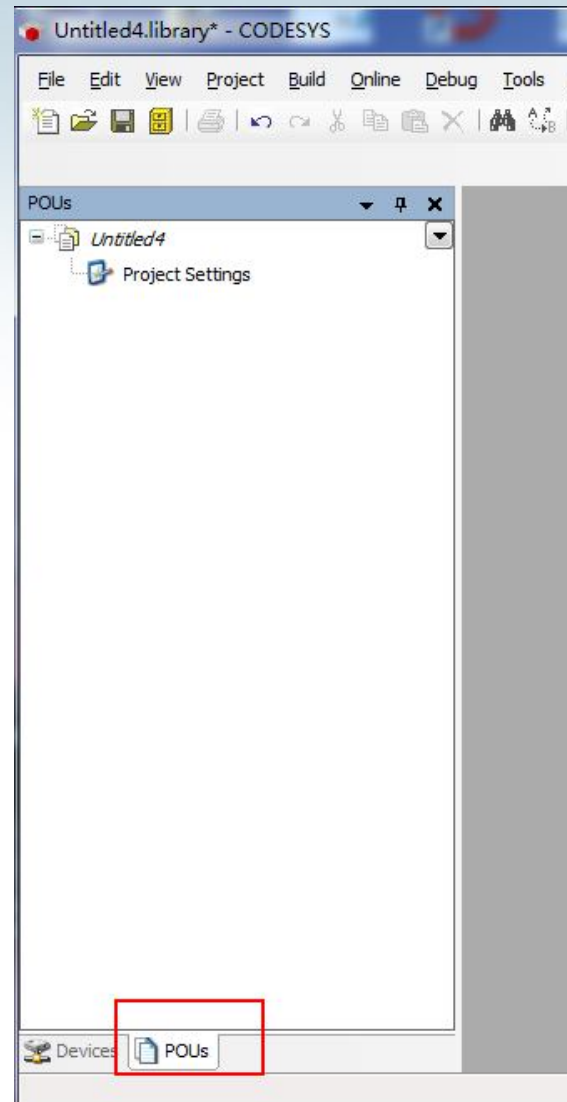 Untitled4.library* - CODESYS
File Edit View Project Build Online Debug Tools
POUs
Untitled4
Project Settings
Devices POUs